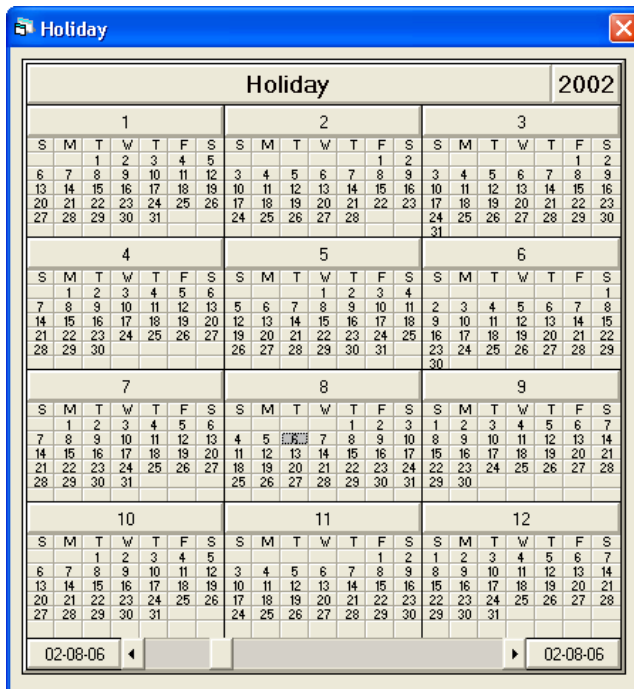 Holiday
Holiday 2002
1 2 3
S M T W T F S S M T W T F S S M T W T F S
1 2 3 4 5 1 2 1 2
6 7 8 9 10 11 12 3 4 5 6 7 8 9 3 4 5 6 7 8 9
13 14 15 16 17 18 19 10 11 12 13 14 15 16 10 11 12 13 14 15 16
20 21 22 23 24 25 26 17 18 19 20 21 22 23 17 18 19 20 21 22 23
27 28 29 30 31 24 25 26 27 28 24 25 26 27 28 29 30
31
4 5 6
S M T W T F S S M T W T F S S M T W T F S
1 2 3 4 5 6 1 2 3 4 1
7 8 9 10 11 12 13 5 6 7 8 9 10 11 2 3 4 5 6 7 8
14 15 16 17 18 19 20 12 13 14 15 16 17 18 9 10 11 12 13 14 15
21 22 23 24 25 26 27 19 20 21 22 23 24 25 16 17 18 19 20 21 22
28 29 30 26 27 28 29 30 31 23 24 25 26 27 28 29
30
7 8 9
S M T W T F S S M T W T F S S M T W T F S
1 2 3 4 5 6 1 2 3 1 2 3 4 5 6 7
7 8 9 10 11 12 13 4 5 6 7 8 9 10 8 9 10 11 12 13 14
14 15 16 17 18 19 20 11 12 13 14 15 16 17 15 16 17 18 19 20 21
21 22 23 24 25 26 27 18 19 20 21 22 23 24 22 23 24 25 26 27 28
28 29 30 31 25 26 27 28 29 30 31 29 30
10 11 12
S M T W T F S S M T W T F S S M T W T F S
1 2 3 4 5 1 2 1 2 3 4 5 6 7
6 7 8 9 10 11 12 3 4 5 6 7 8 9 8 9 10 11 12 13 14
13 14 15 16 17 18 19 10 11 12 13 14 15 16 15 16 17 18 19 20 21
20 21 22 23 24 25 26 17 18 19 20 21 22 23 22 23 24 25 26 27 28
27 28 29 30 31 24 25 26 27 28 29 30 29 30 31
02-08-06 02-08-06